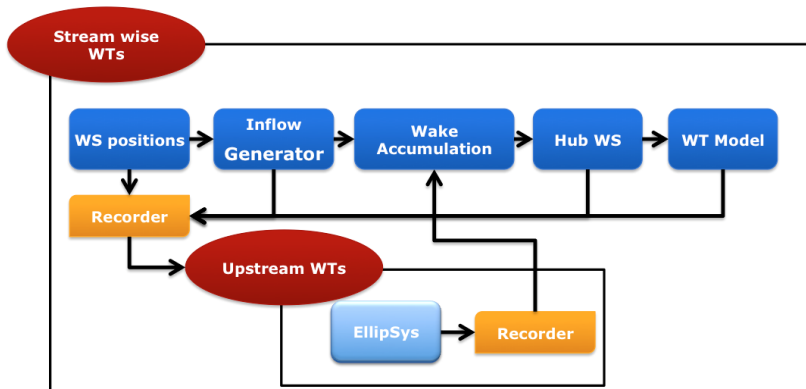 Stream wise
WTs
WS positions
Inflow
Generator
Wake
Accumulation
Hub WS
WT Model
Recorder
Upstream WTs
EllipSys
Recorder